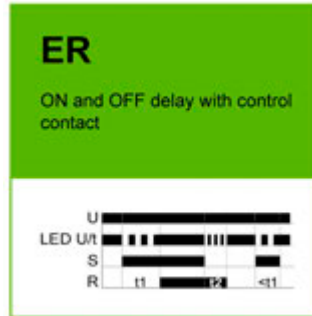 ER
ON and OFF delay with control
contact
U
LED U/t
S
R t1 t2 <t1